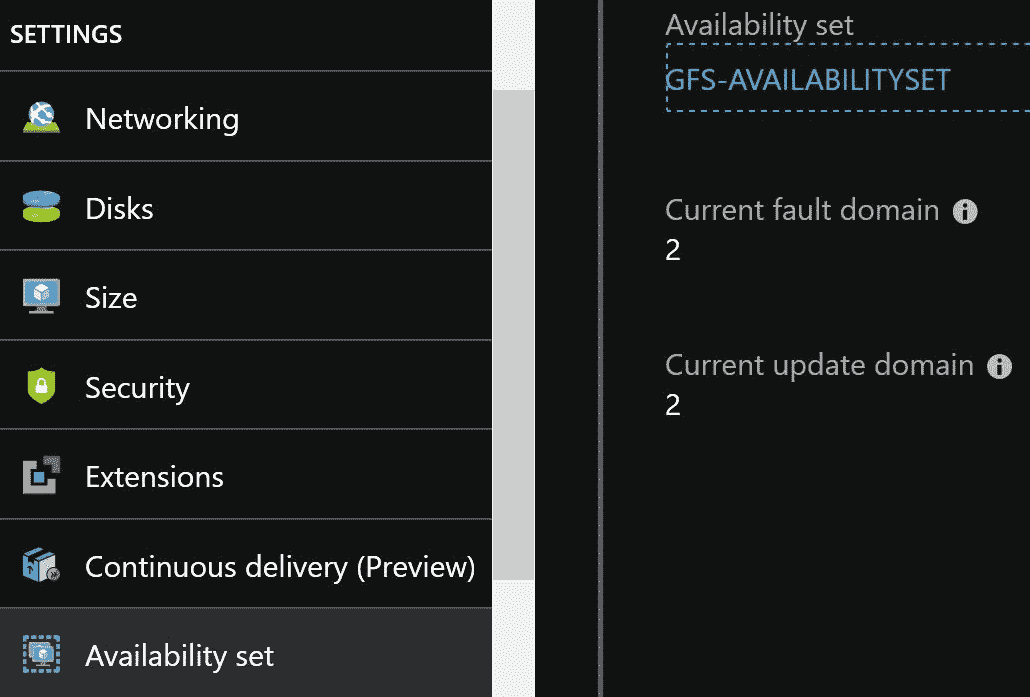 SETTINGS
Networking
Disks
Size
Security
Extensions
Continuous delivery (Preview)
Availability set
Availability set
GFS-AVAILABILITYSET
Current fault domain
2
Current update domain
2